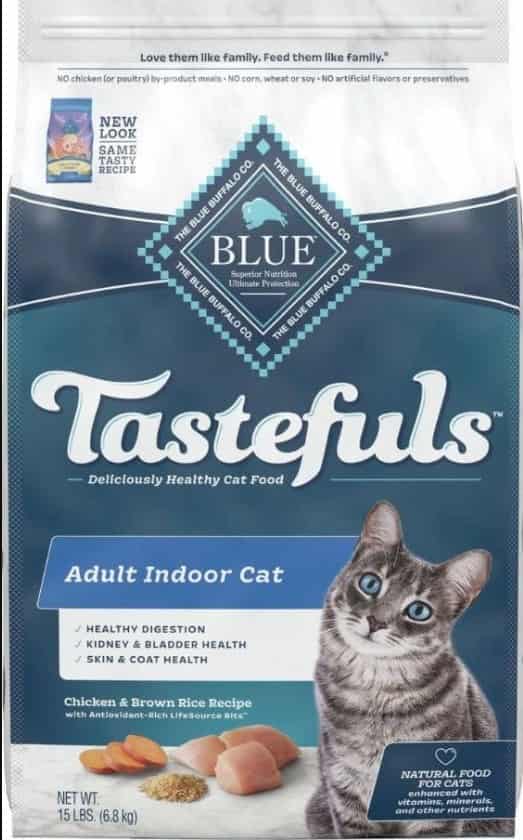 Love them like family. Feed them like family.®
NO chicken (or poultry) by-product meals • NO corn, wheat or soy • NO artificial flavors or preservatives
NEW
LOOK
SAME
TASTY
RECIPE
THE BLUE BUFFALO CO.
THE BLUE BUFFALO CO.
BLUE™
Superior Nutrition
Ultimate Protection
THE BLUE BUFFALO CO.
THE BLUE BUFFALO CO.
Tastefuls™
Deliciously Healthy Cat Food
Adult Indoor Cat
✓ HEALTHY DIGESTION
✓ KIDNEY & BLADDER HEALTH
✓ SKIN & COAT HEALTH
Chicken & Brown Rice Recipe
with Antioxidant-Rich LifeSource Bits™
NATURAL FOOD
FOR CATS
enhanced with
vitamins, minerals,
and other nutrients
NET WT.
15 LBS. (6.8 kg)